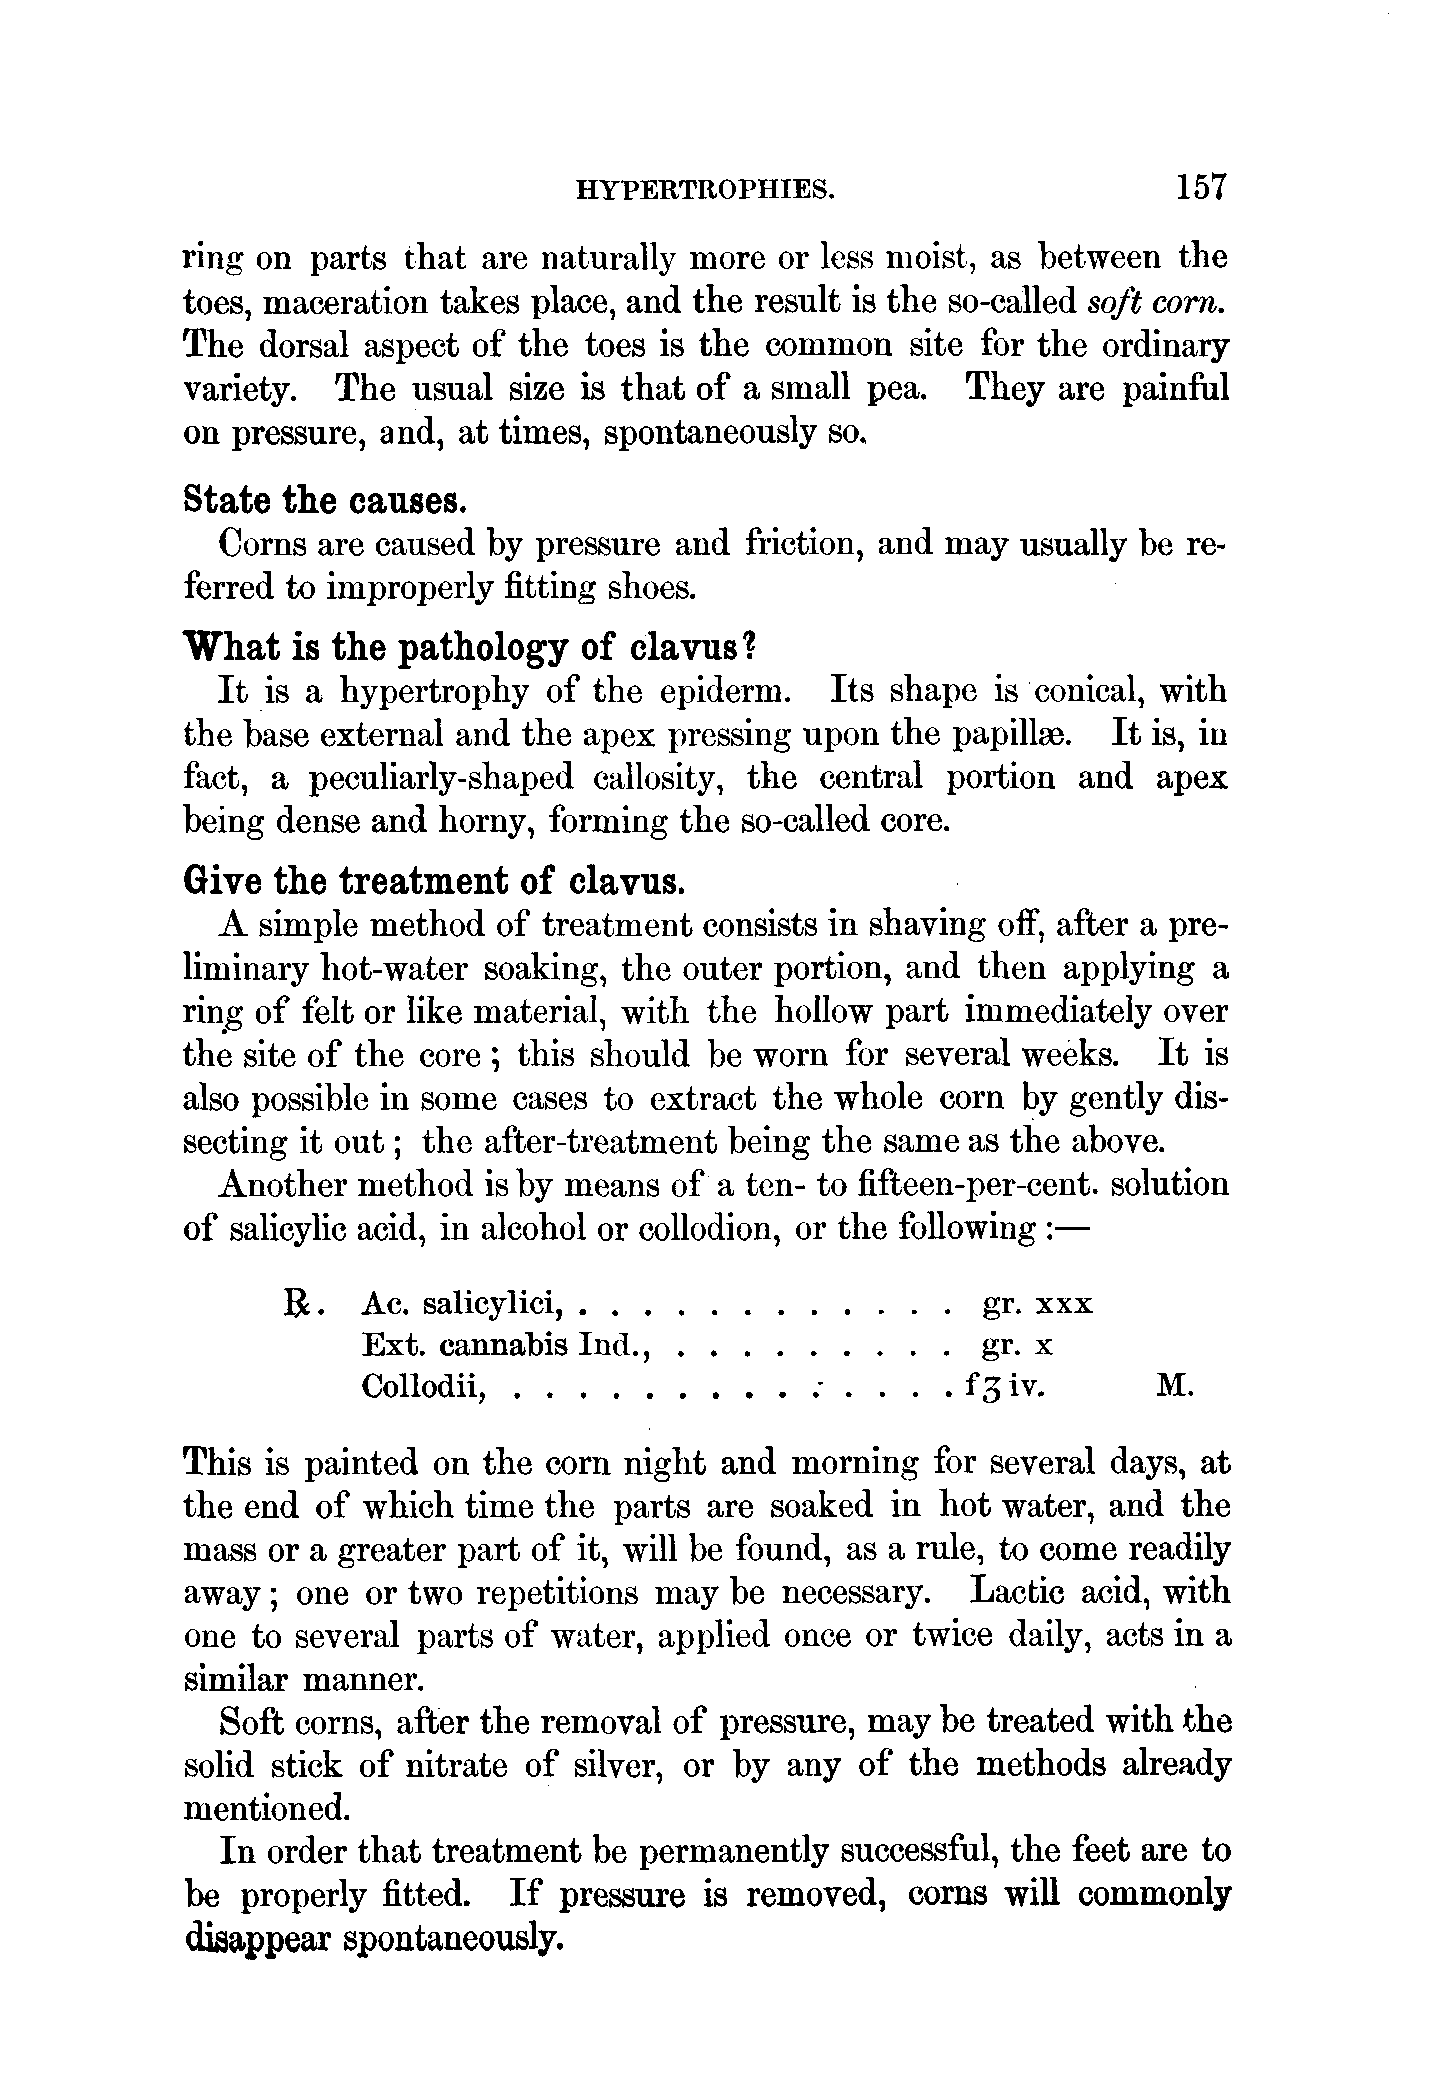 HYPERTROPHIES. 157
ring on parts that are naturally more or less moist, as between the
toes, maceration takes place, and the result is the so-called soft corn.
The dorsal aspect of the toes is the common site for the ordinary
variety. The usual size is that of a small pea. They are painful
on pressure, and, at times, spontaneously so.
State the causes.
Corns are caused by pressure and friction, and may usually be re-
ferred to improperly fitting shoes.
What is the pathology of clavus?
It is a hypertrophy of the epiderm. Its shape is conical, with
the base external and the apex pressing upon the papillæ. It is, in
fact, a peculiarly-shaped callosity, the central portion and apex
being dense and horny, forming the so-called core.
Give the treatment of clavus.
A simple method of treatment consists in shaving off, after a pre-
liminary hot-water soaking, the outer portion, and then applying a
ring of felt or like material, with the hollow part immediately over
the site of the core ; this should be worn for several weeks. It is
also possible in some cases to extract the whole corn by gently dis-
secting it out ; the after-treatment being the same as the above.
Another method is by means of a ten- to fifteen-per-cent. solution
of salicylic acid, in alcohol or collodion, or the following :—
℞. Ac. salicylici, . . . . . . . . . . . . gr. xxx
Ext. cannabis Ind., . . . . . . . . . gr. x
Collodii, . . . . . . . . . . . . . . f ʒ iv. M.
This is painted on the corn night and morning for several days, at
the end of which time the parts are soaked in hot water, and the
mass or a greater part of it, will be found, as a rule, to come readily
away ; one or two repetitions may be necessary. Lactic acid, with
one to several parts of water, applied once or twice daily, acts in a
similar manner.
Soft corns, after the removal of pressure, may be treated with the
solid stick of nitrate of silver, or by any of the methods already
mentioned.
In order that treatment be permanently successful, the feet are to
be properly fitted. If pressure is removed, corns will commonly
disappear spontaneously.